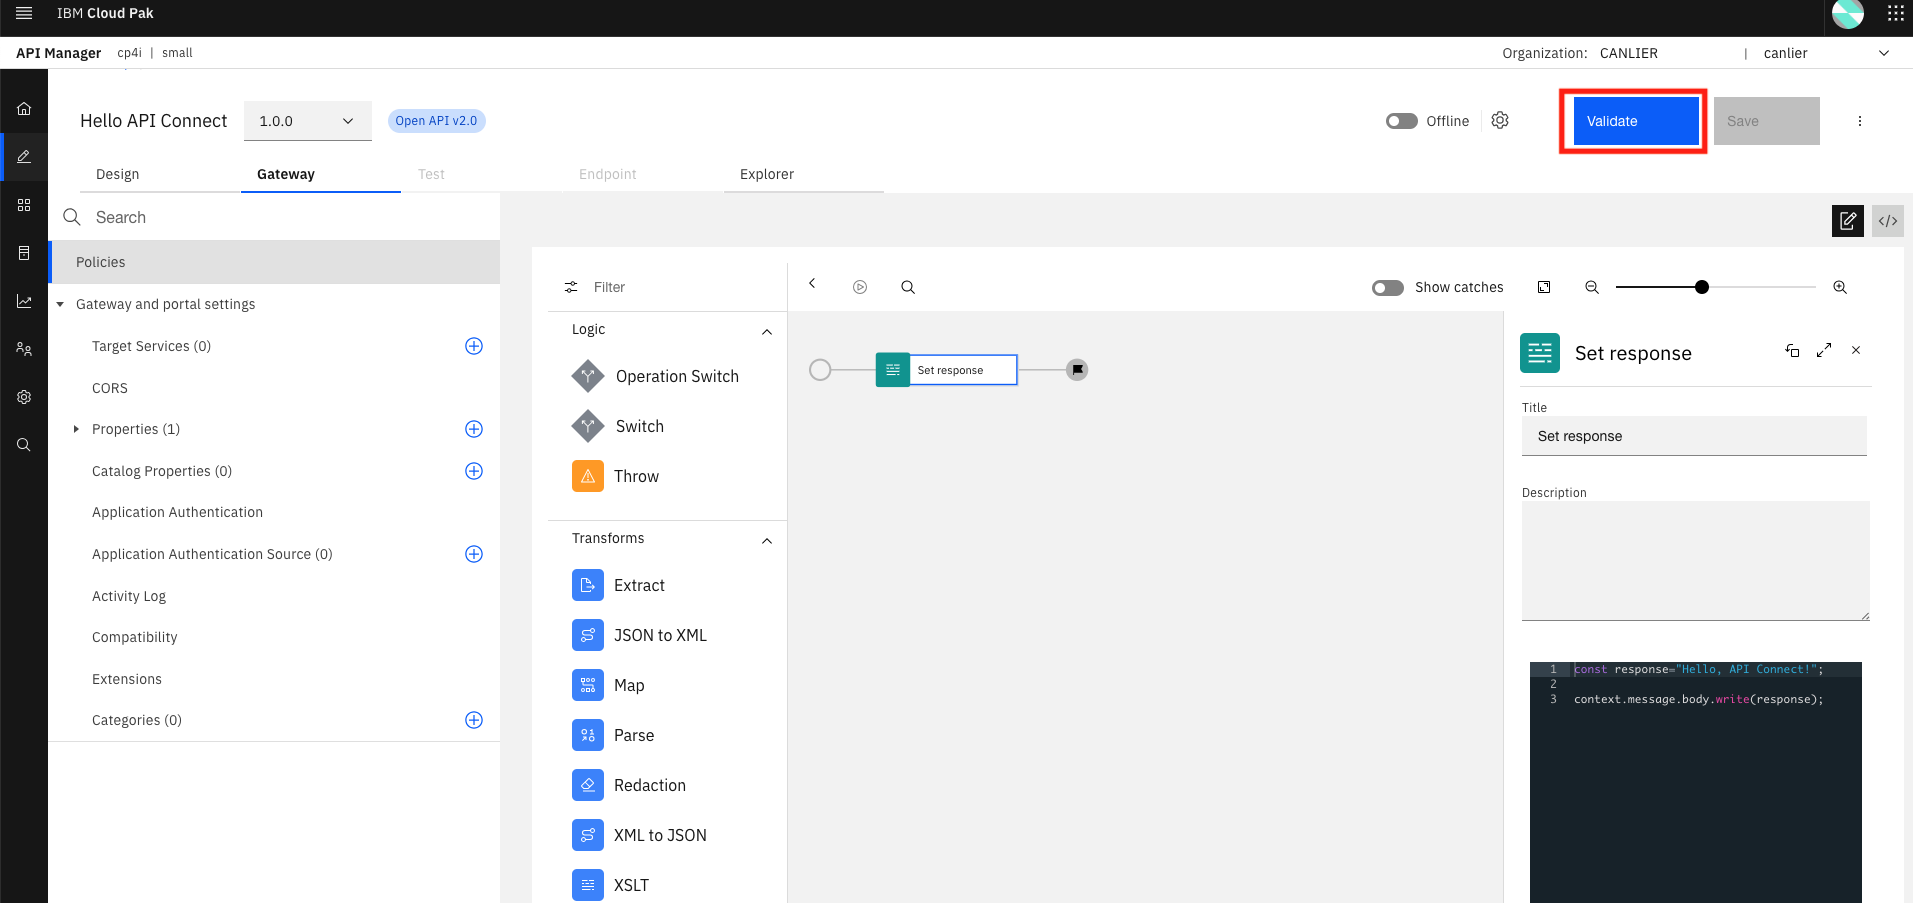 IBM Cloud Pak
API Manager cp4i | small
Organization: CANLIER | canlier
Hello API Connect
1.0.0
Open API v2.0
Offline
Validate
Save
Design
Gateway
Test
Endpoint
Explorer
Search
Policies
Gateway and portal settings
Target Services (0)
CORS
Properties (1)
Catalog Properties (0)
Application Authentication
Application Authentication Source (0)
Activity Log
Compatibility
Extensions
Categories (0)
Filter
Logic
Operation Switch
Switch
Throw
Transforms
Extract
JSON to XML
Map
Parse
Redaction
XML to JSON
XSLT
Show catches
Set response
Set response
Title
Set response
Description
1 const response="Hello, API Connect!";
2
3 context.message.body.write(response);